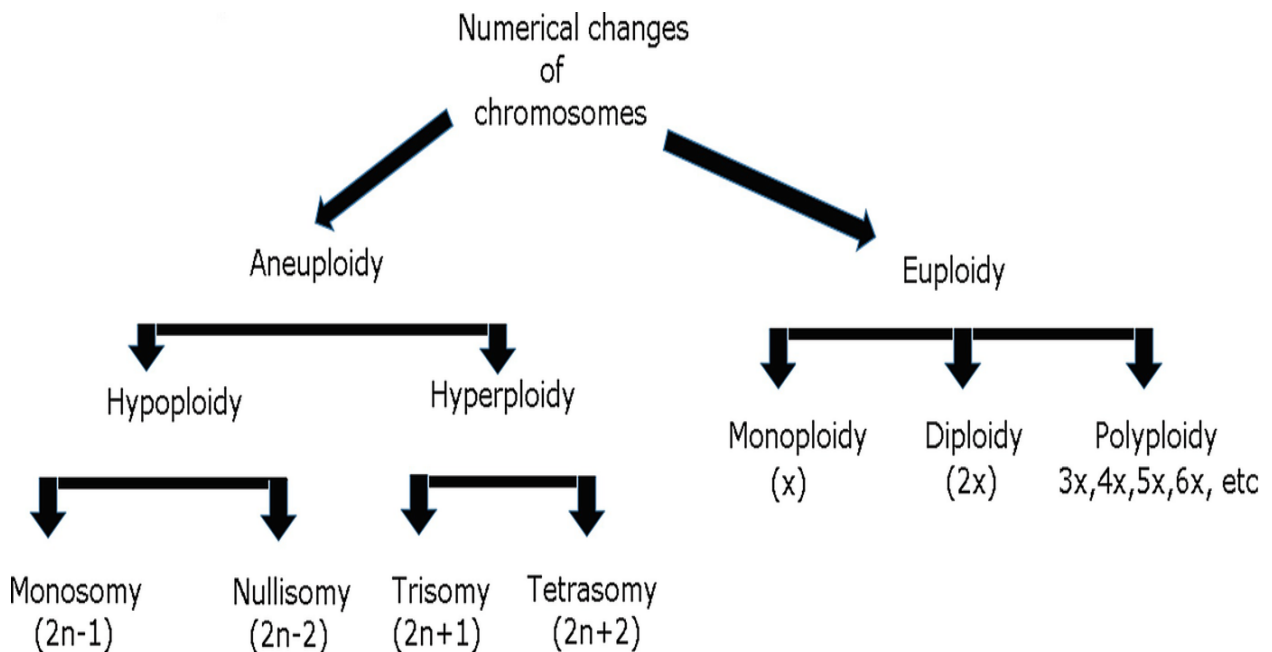 Numerical changes
of
chromosomes
Aneuploidy
Euploidy
Hypoploidy
Hyperploidy
Monoploidy
(x)
Diploidy
(2x)
Polyploidy
3x,4x,5x,6x, etc
Monosomy
(2n-1)
Nullisomy
(2n-2)
Trisomy
(2n+1)
Tetrasomy
(2n+2)